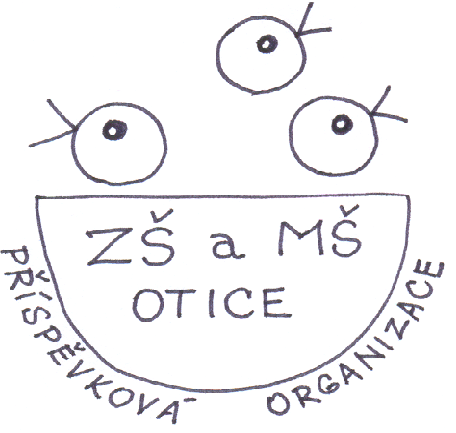 ZŠ a MŠ
OTICE
PŘÍSPĚVKOVÁ ORGANIZACE